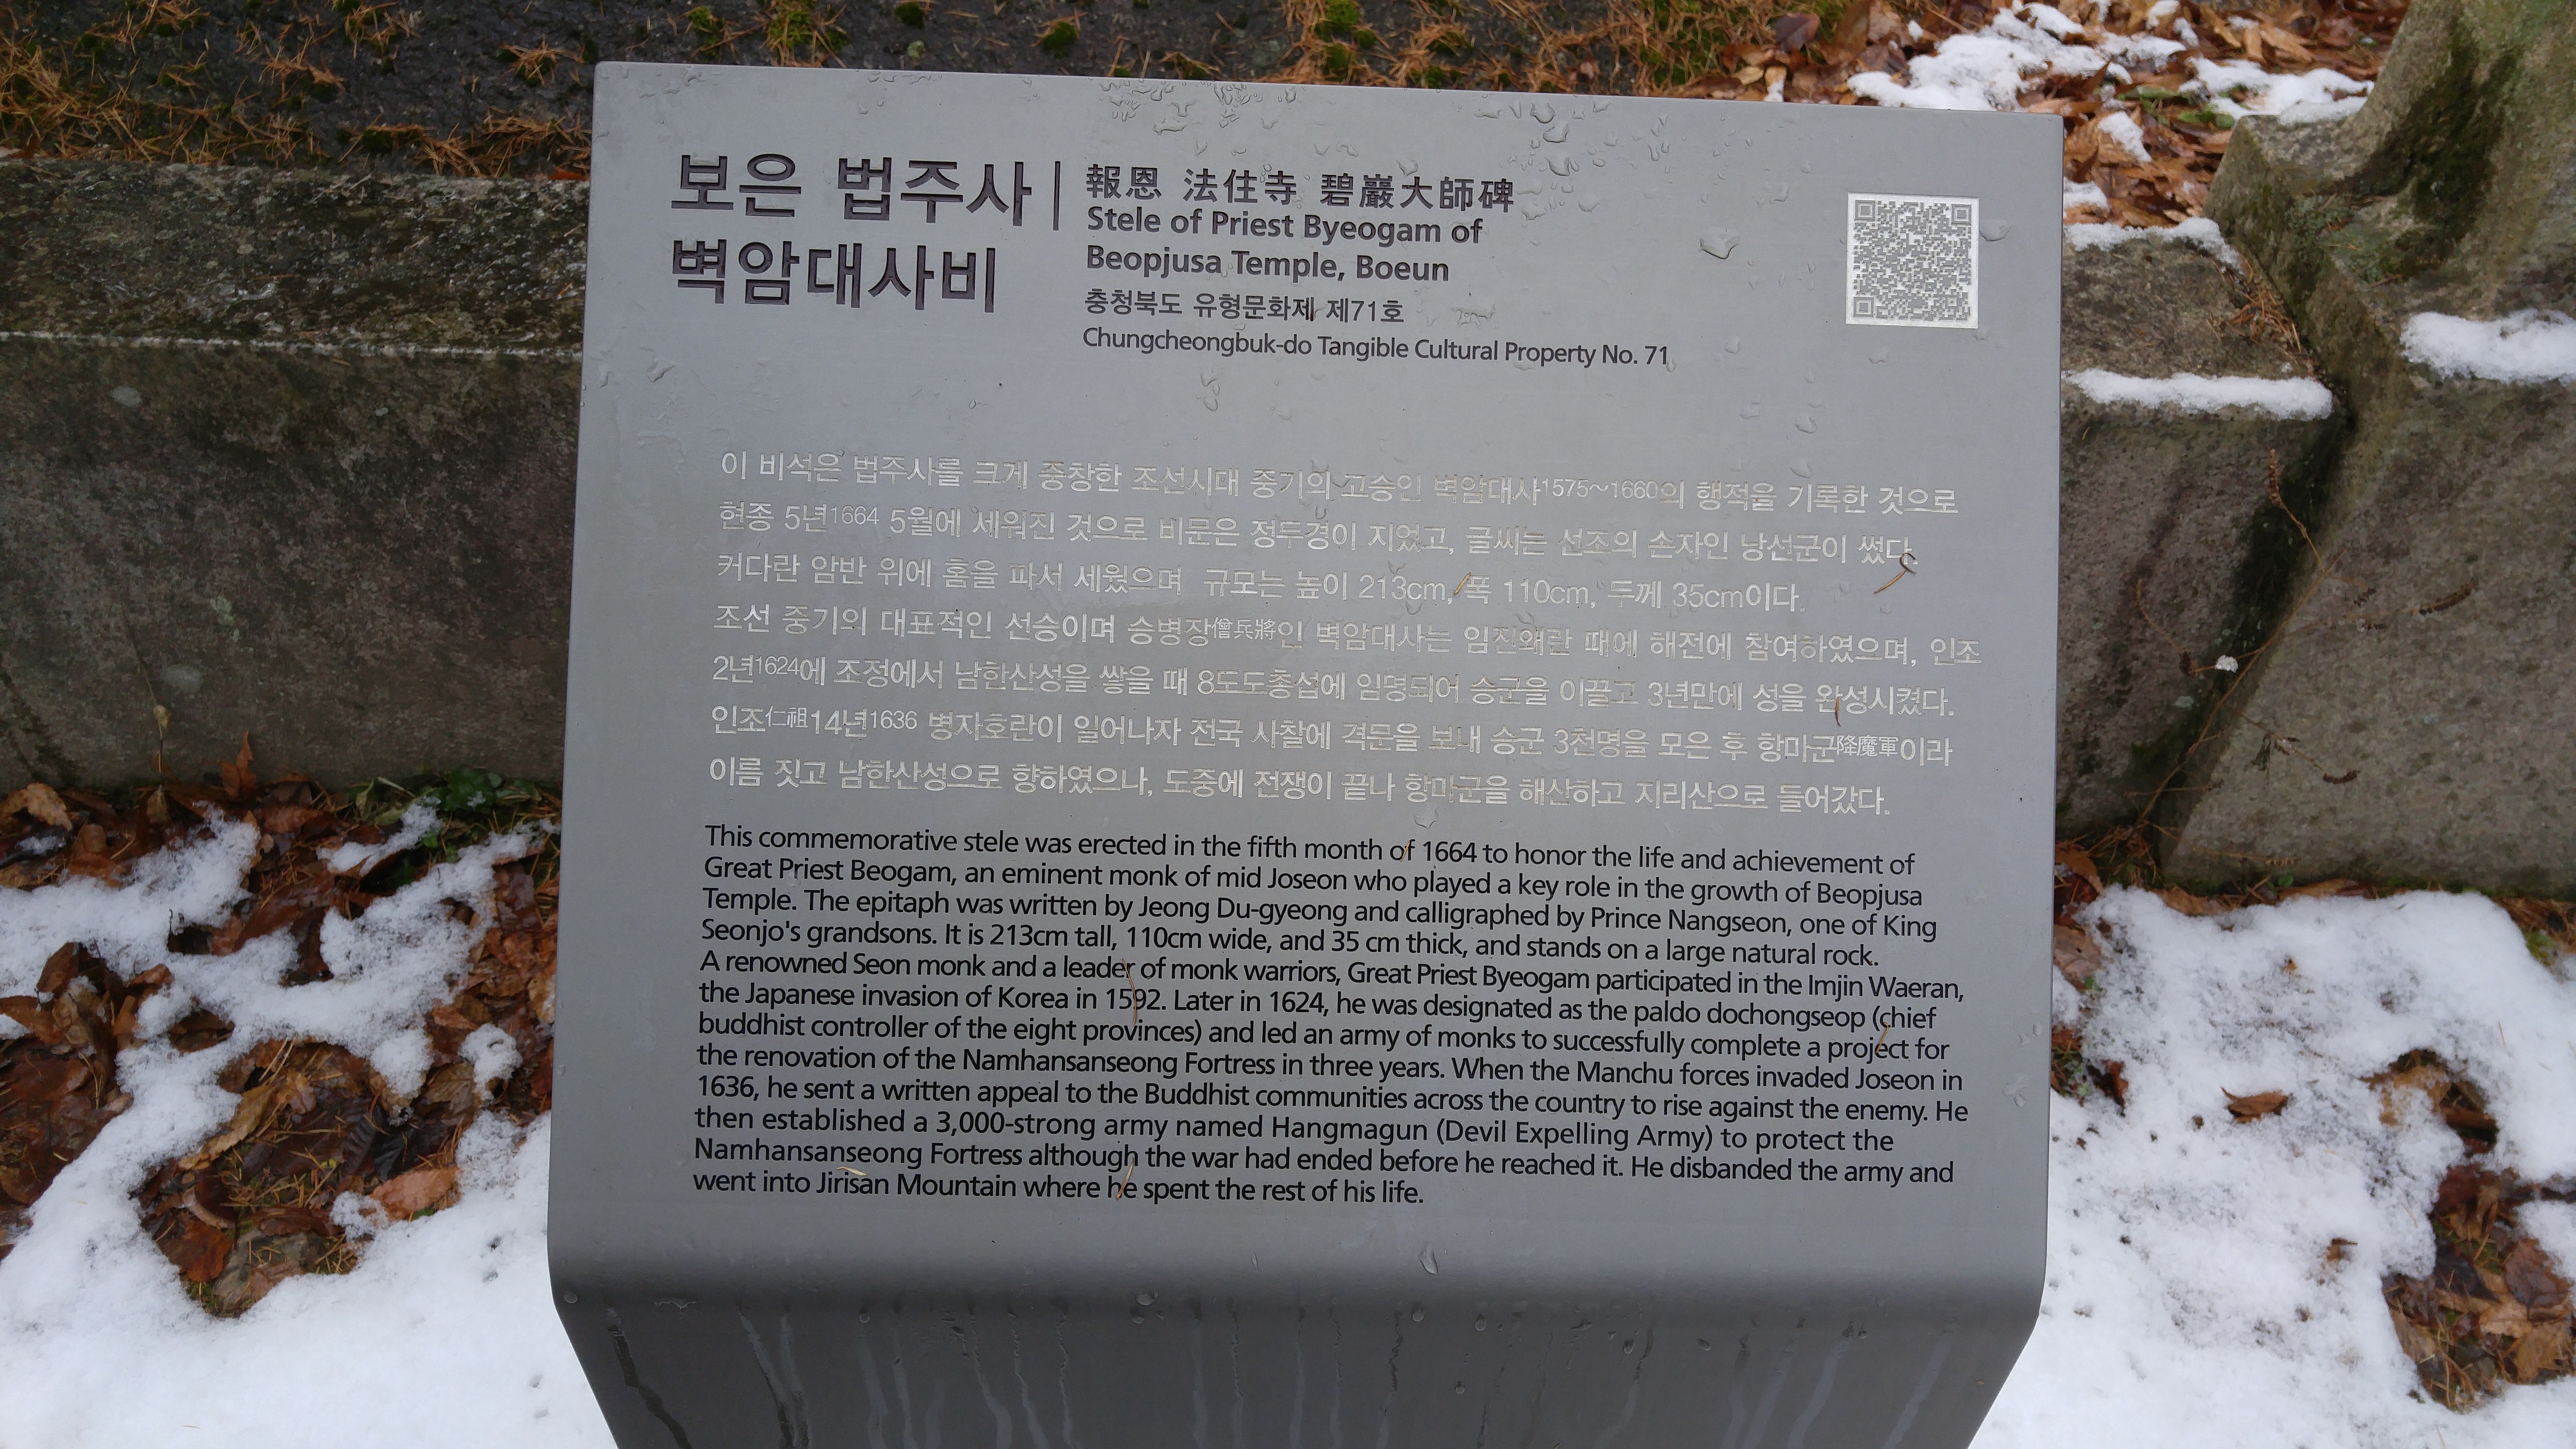 보은 법주사
벽암대사비
報恩 法住寺 碧巖大師碑
Stele of Priest Byeogam of
Beopjusa Temple, Boeun
충청북도 유형문화제 제71호
Chungcheongbuk-do Tangible Cultural Property No. 71
이 비석은 법주사를 크게 중창한 조선시대 중기의 고승인 벽암대사1575~1660의 행적을 기록한 것으로
현종 5년1664 5월에 세워진 것으로 비문은 정두경이 지었고, 글씨는 선조의 손자인 낭선군이 썼다.
커다란 암반 위에 홈을 파서 세웠으며 규모는 높이 213cm, 폭 110cm, 두께 35cm이다.
조선 중기의 대표적인 선승이며 승병장僧兵將인 벽암대사는 임진왜란 때에 해전에 참여하였으며, 인조
2년1624에 조정에서 남한산성을 쌓을 때 8도도총섭에 임명되어 승군을 이끌고 3년만에 성을 완성시켰다.
인조仁祖14년1636 병자호란이 일어나자 전국 사찰에 격문을 보내 승군 3천명을 모은 후 항마군降魔軍이라
이름 짓고 남한산성으로 향하였으나, 도중에 전쟁이 끝나 항마군을 해산하고 지리산으로 들어갔다.
This commemorative stele was erected in the fifth month of 1664 to honor the life and achievement of
Great Priest Beogam, an eminent monk of mid Joseon who played a key role in the growth of Beopjusa
Temple. The epitaph was written by Jeong Du-gyeong and calligraphed by Prince Nangseon, one of King
Seonjo's grandsons. It is 213cm tall, 110cm wide, and 35 cm thick, and stands on a large natural rock.
A renowned Seon monk and a leader of monk warriors, Great Priest Byeogam participated in the Imjin Waeran,
the Japanese invasion of Korea in 1592. Later in 1624, he was designated as the paldo dochongseop (chief
buddhist controller of the eight provinces) and led an army of monks to successfully complete a project for
the renovation of the Namhansanseong Fortress in three years. When the Manchu forces invaded Joseon in
1636, he sent a written appeal to the Buddhist communities across the country to rise against the enemy. He
then established a 3,000-strong army named Hangmagun (Devil Expelling Army) to protect the
Namhansanseong Fortress although the war had ended before he reached it. He disbanded the army and
went into Jirisan Mountain where he spent the rest of his life.